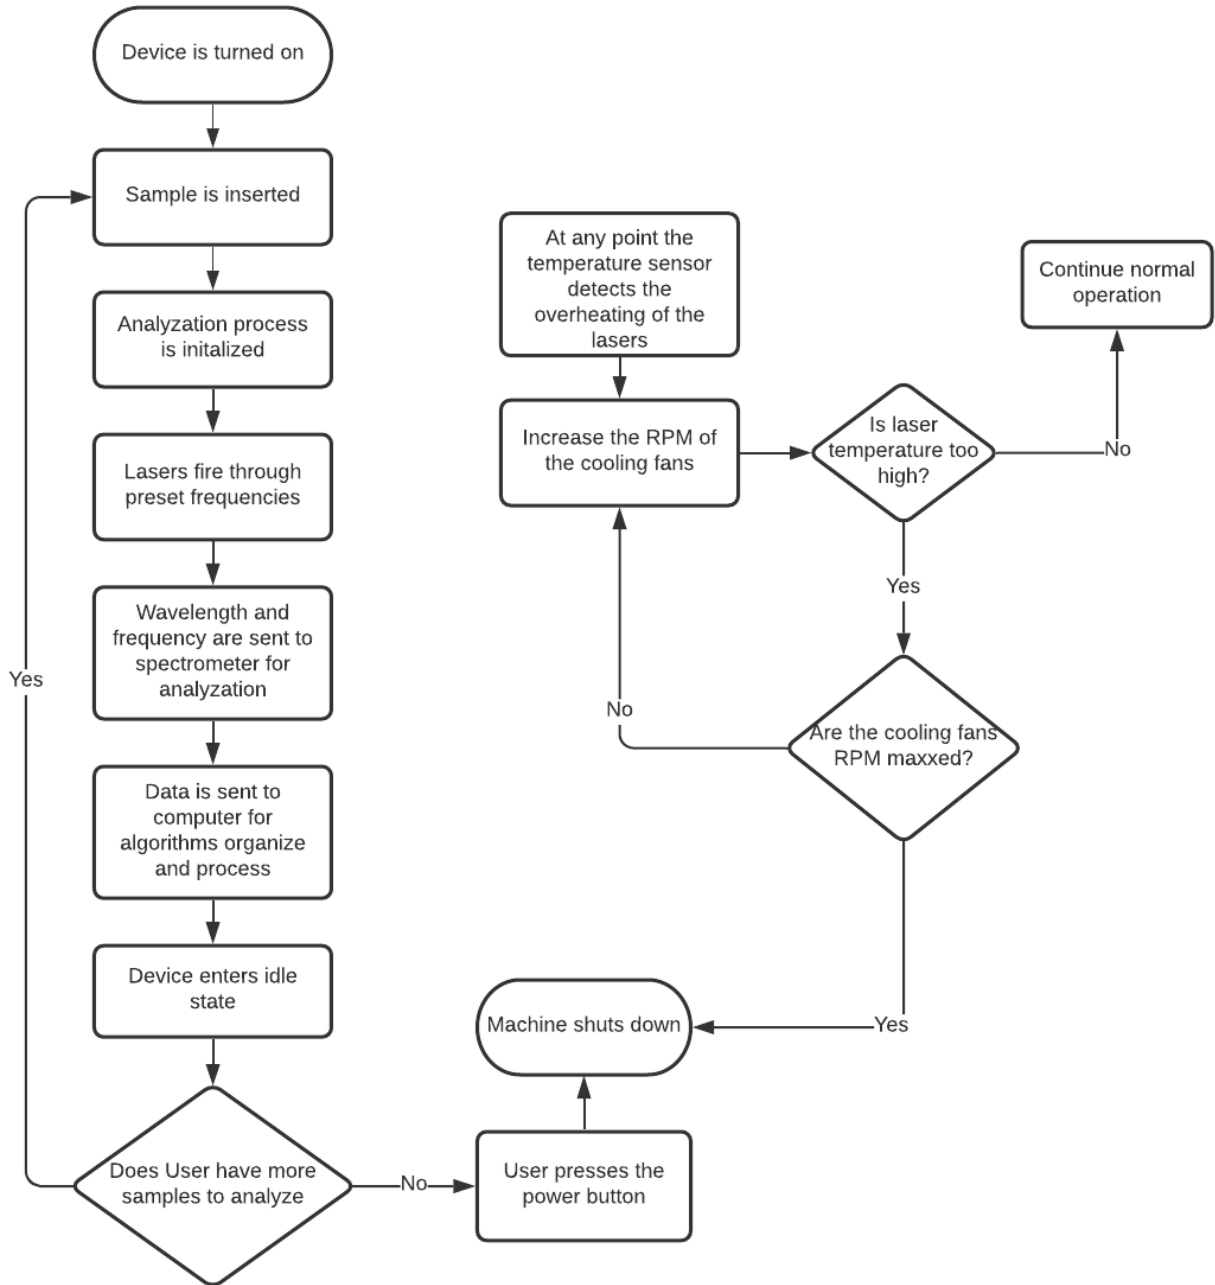 Device is turned on
Sample is inserted
Analyzation process
is initalized
Lasers fire through
preset frequencies
Wavelength and
frequency are sent to
spectrometer for
analyzation
Data is sent to
computer for
algorithms organize
and process
Device enters idle
state
Does User have more
samples to analyze
Yes
No
User presses the
power button
Machine shuts down
At any point the
temperature sensor
detects the
overheating of the
lasers
Increase the RPM of
the cooling fans
Is laser
temperature too
high?
No
Continue normal
operation
Yes
Are the cooling fans
RPM maxxed?
No
Yes